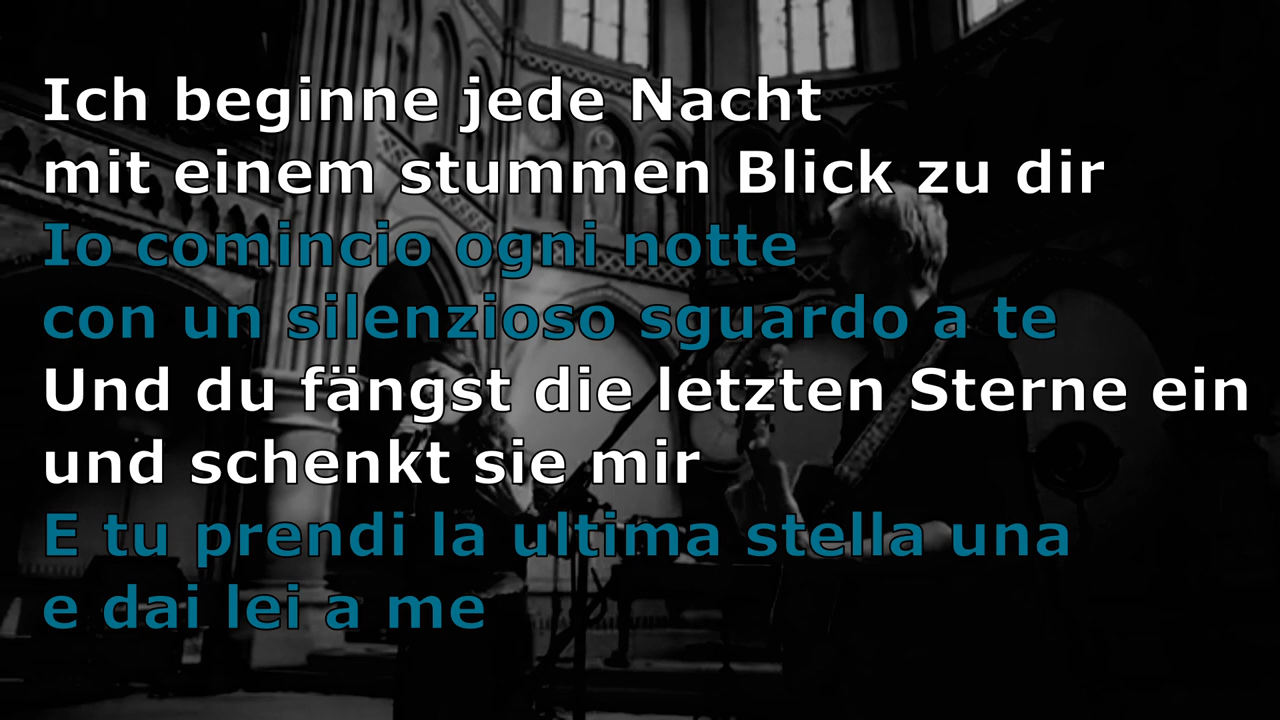 Ich beginne jede Nacht
mit einem stummen Blick zu dir
Io comincio ogni notte
con un silenzioso sguardo a te
Und du fängst die letzten Sterne ein
und schenkt sie mir
E tu prendi la ultima stella una
e dai lei a me